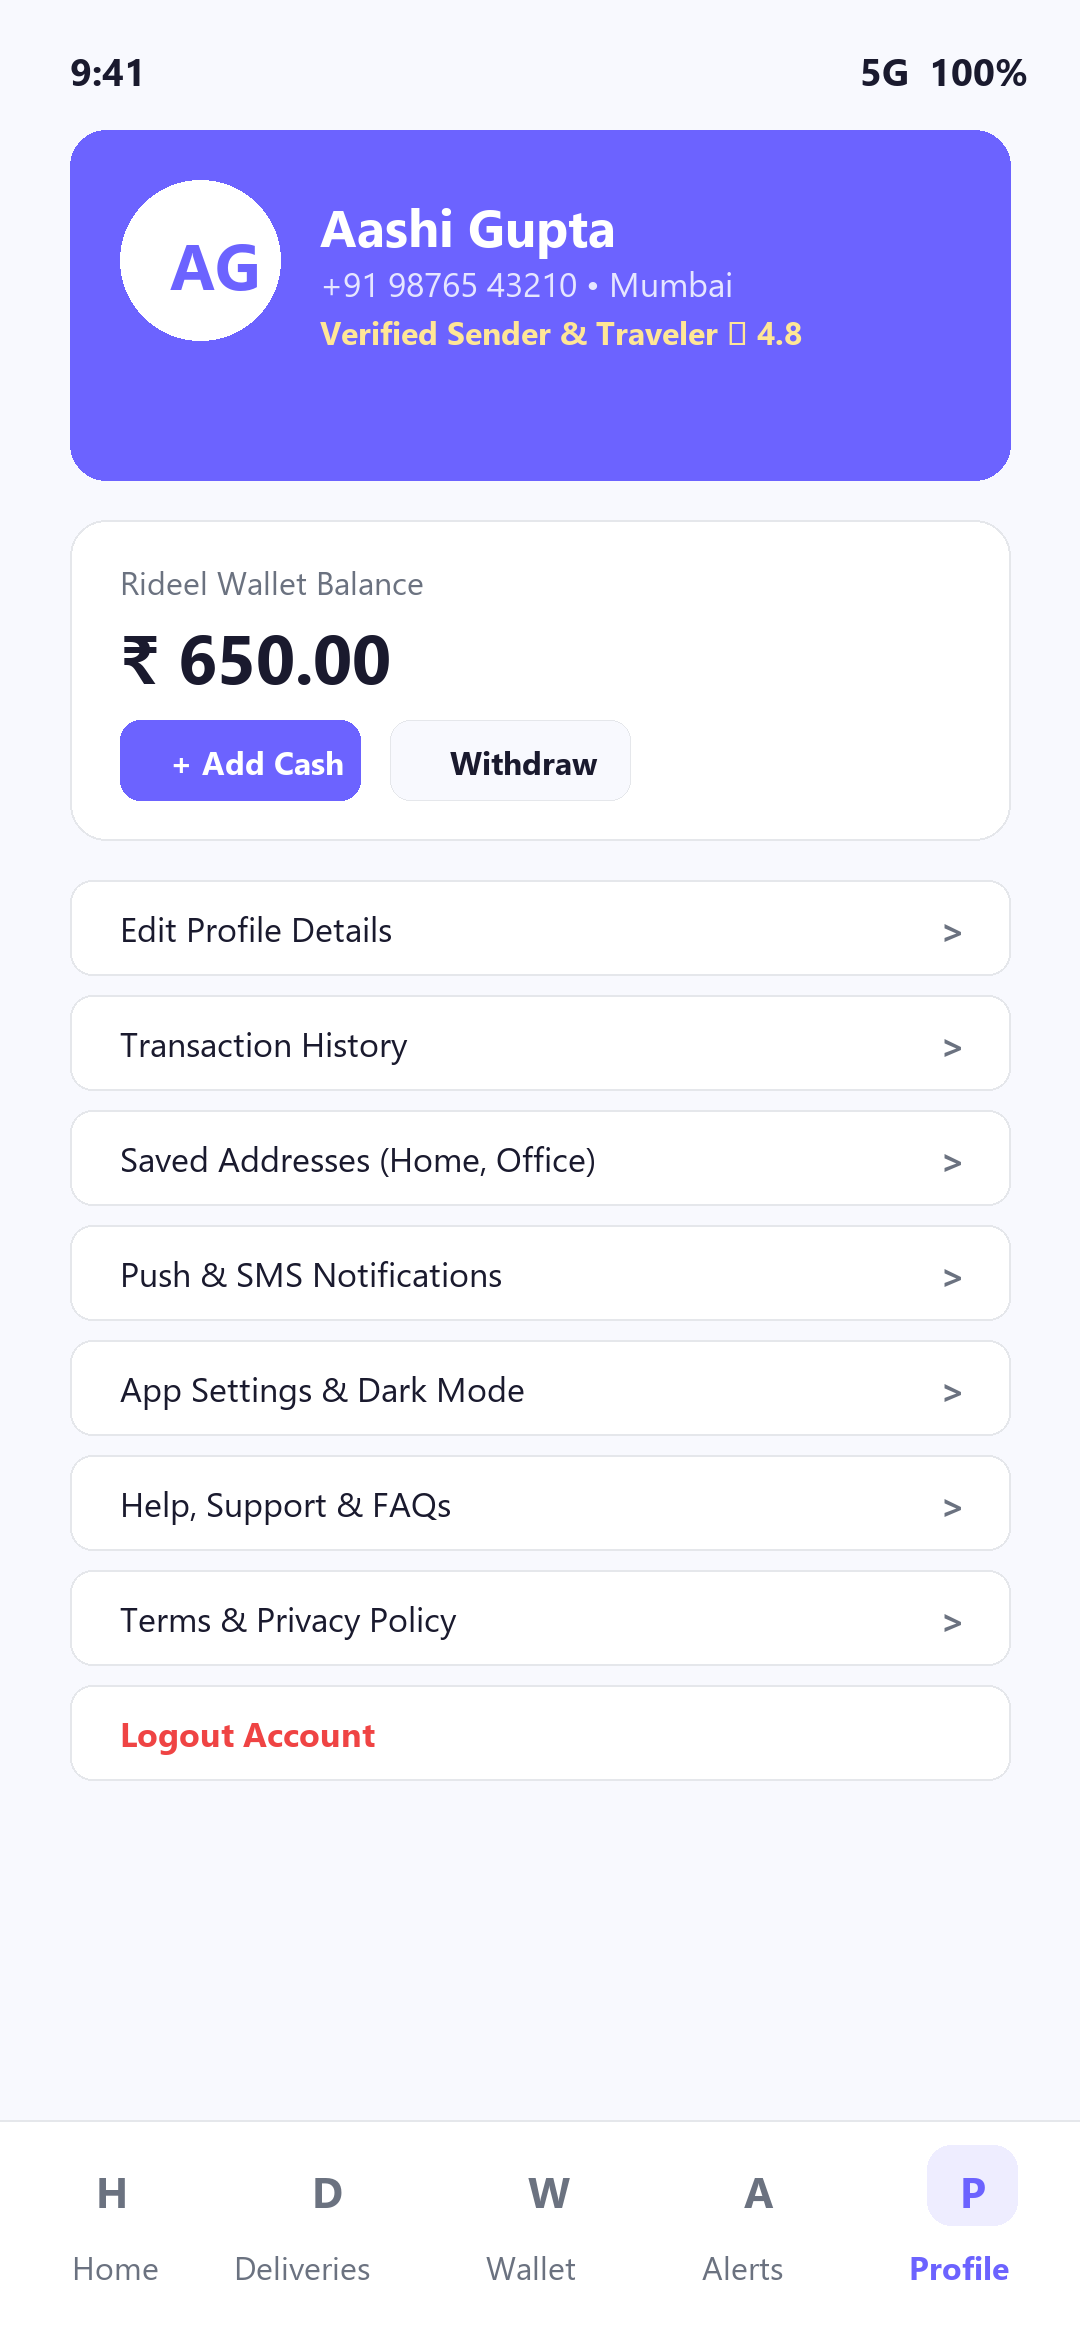 9:41 5G 100%
AG
Aashi Gupta
+91 98765 43210 • Mumbai
Verified Sender & Traveler ▯ 4.8
Rideel Wallet Balance
₹ 650.00
+ Add Cash Withdraw
Edit Profile Details >
Transaction History >
Saved Addresses (Home, Office) >
Push & SMS Notifications >
App Settings & Dark Mode >
Help, Support & FAQs >
Terms & Privacy Policy >
Logout Account
H D W A P
Home Deliveries Wallet Alerts Profile